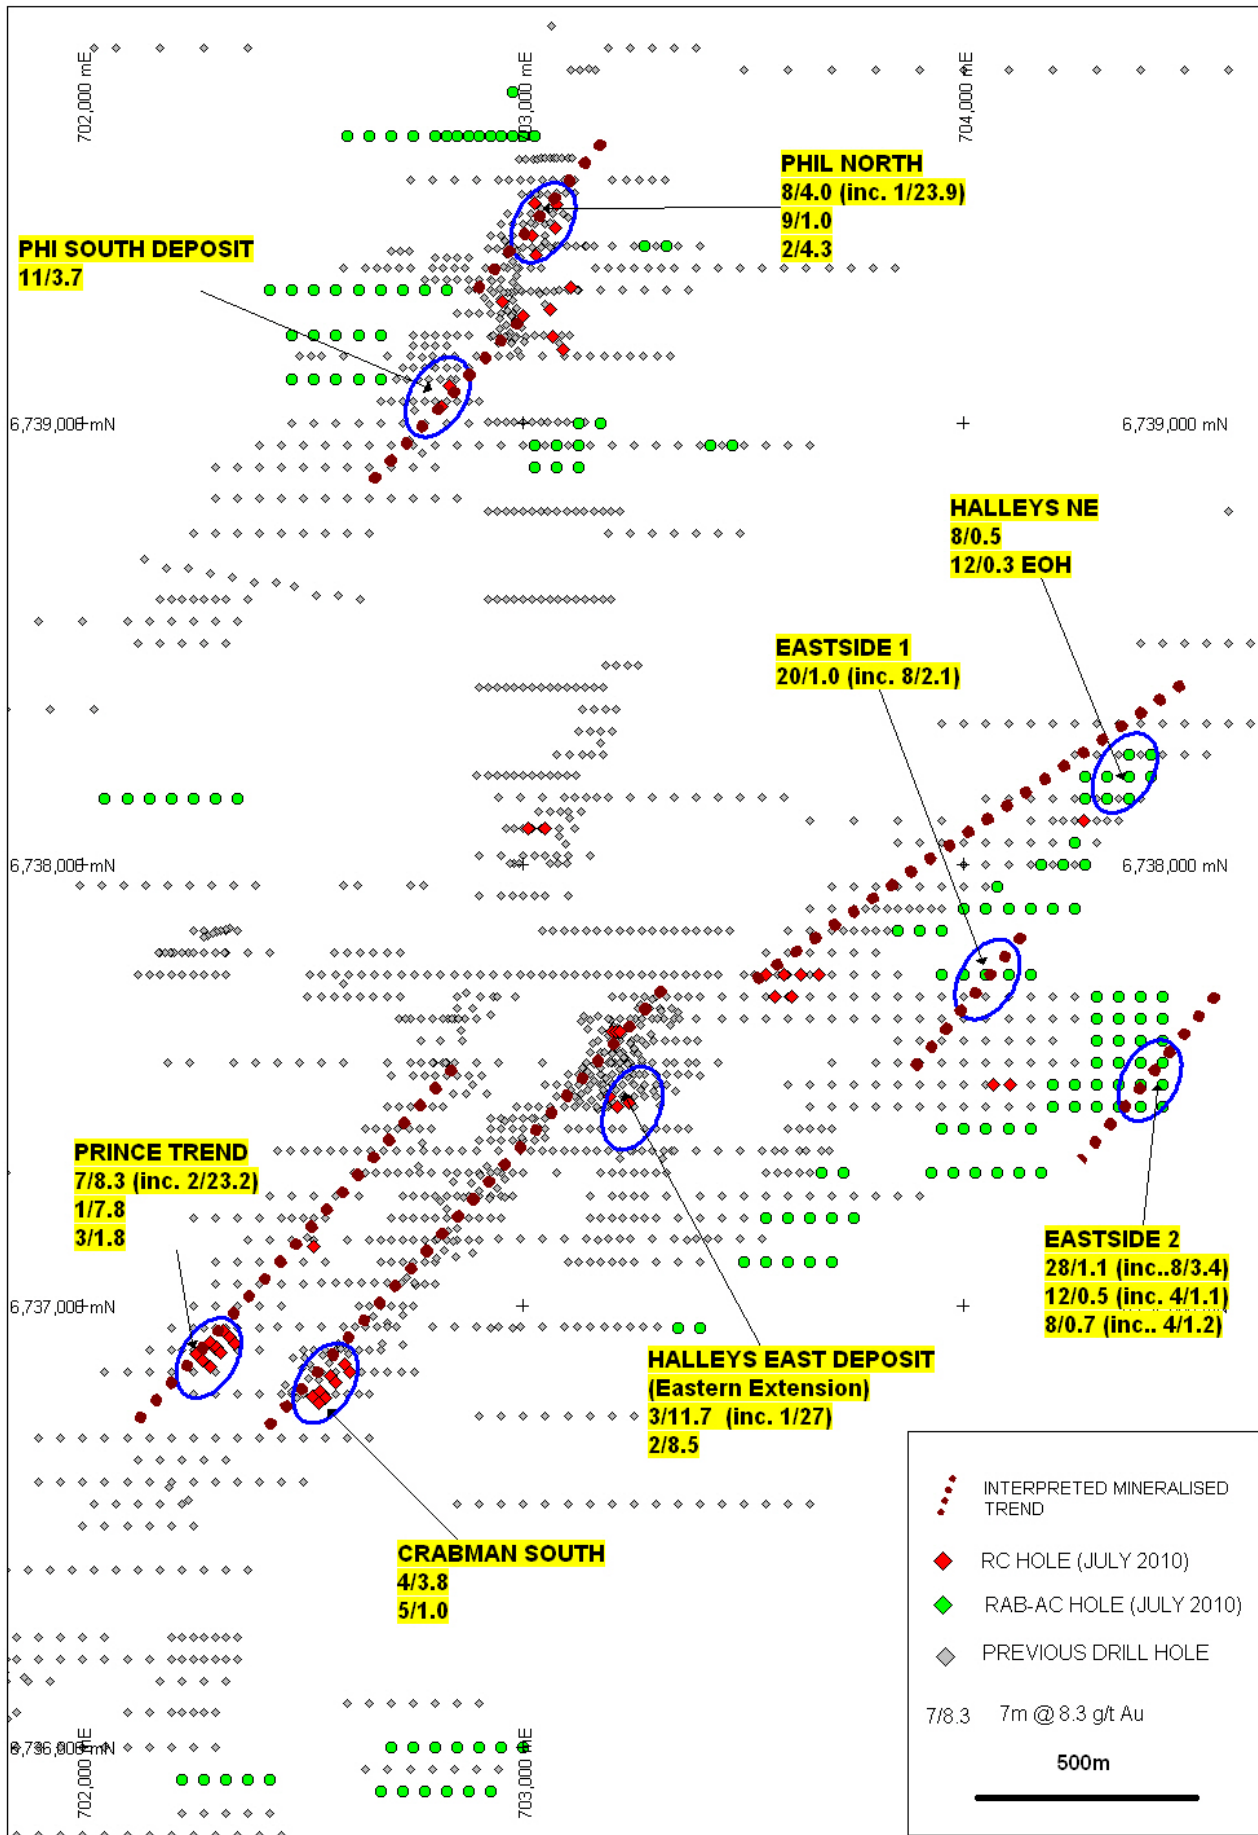 702,000 mE
703,000 mE
704,000 mE
PHIL NORTH
8/4.0 (inc. 1/23.9)
9/1.0
2/4.3
PHI SOUTH DEPOSIT
11/3.7
6,739,000 mN
6,739,000 mN
HALLEYS NE
8/0.5
12/0.3 EOH
EASTSIDE 1
20/1.0 (inc. 8/2.1)
6,738,000 mN
6,738,000 mN
PRINCE TREND
7/8.3 (inc. 2/23.2)
1/7.8
3/1.8
EASTSIDE 2
28/1.1 (inc..8/3.4)
12/0.5 (inc. 4/1.1)
8/0.7 (inc.. 4/1.2)
6,737,000 mN
HALLEYS EAST DEPOSIT
(Eastern Extension)
3/11.7 (inc. 1/27)
2/8.5
CRABMAN SOUTH
4/3.8
5/1.0
INTERPRETED MINERALISED
TREND
RC HOLE (JULY 2010)
RAB-AC HOLE (JULY 2010)
PREVIOUS DRILL HOLE
7/8.3 7m @ 8.3 g/t Au
500m
6,736,000 mN
702,000 mE
703,000 mE